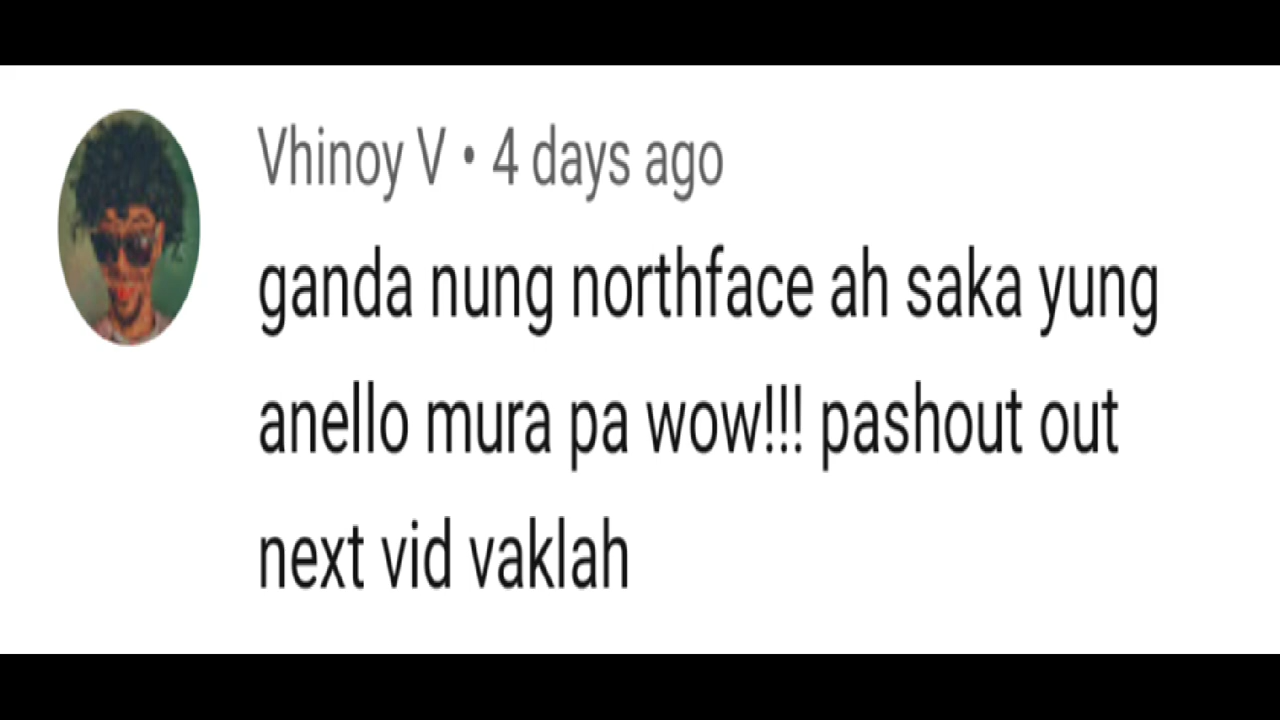 Vhinoy V • 4 days ago
ganda nung northface ah saka yung
anello mura pa wow!!! pashout out
next vid vaklah